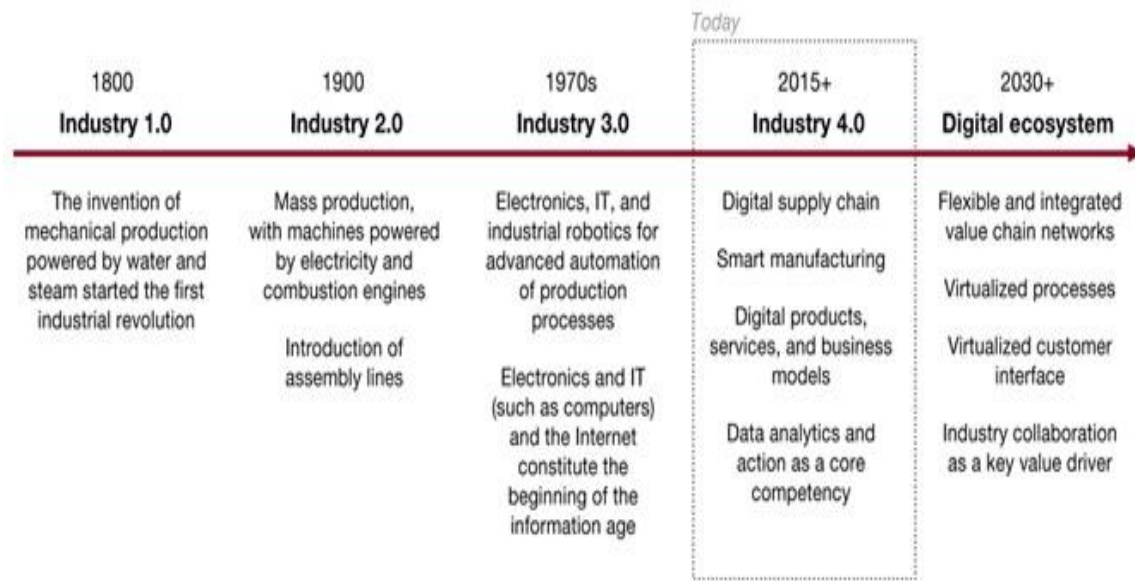 Today
1800
Industry 1.0
The invention of
mechanical production
powered by water and
steam started the first
industrial revolution
1900
Industry 2.0
Mass production,
with machines powered
by electricity and
combustion engines
Introduction of
assembly lines
1970s
Industry 3.0
Electronics, IT, and
industrial robotics for
advanced automation
of production
processes
Electronics and IT
(such as computers)
and the Internet
constitute the
beginning of the
information age
2015+
Industry 4.0
Digital supply chain
Smart manufacturing
Digital products,
services, and business
models
Data analytics and
action as a core
competency
2030+
Digital ecosystem
Flexible and integrated
value chain networks
Virtualized processes
Virtualized customer
interface
Industry collaboration
as a key value driver